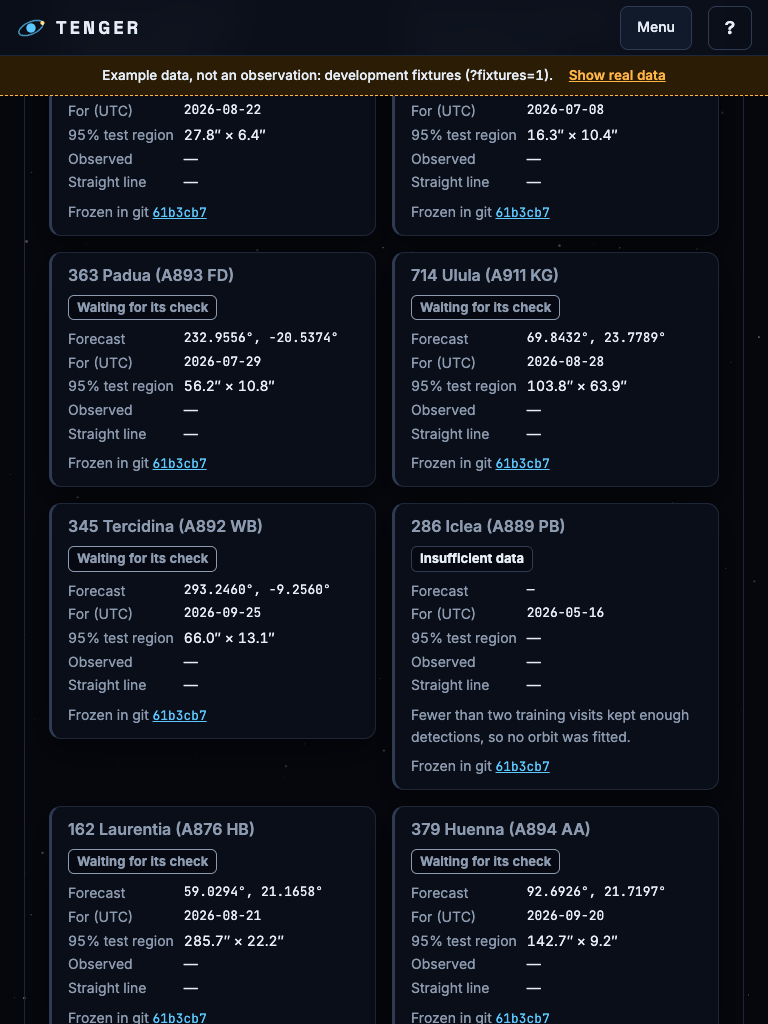 TENGER
Menu
?
Example data, not an observation: development fixtures (?fixtures=1). Show real data
For (UTC) 2026-08-22
95% test region 27.8″ × 6.4″
Observed —
Straight line —
Frozen in git 61b3cb7
For (UTC) 2026-07-08
95% test region 16.3″ × 10.4″
Observed —
Straight line —
Frozen in git 61b3cb7
363 Padua (A893 FD)
Waiting for its check
Forecast 232.9556°, -20.5374°
For (UTC) 2026-07-29
95% test region 56.2″ × 10.8″
Observed —
Straight line —
Frozen in git 61b3cb7
714 Ulula (A911 KG)
Waiting for its check
Forecast 69.8432°, 23.7789°
For (UTC) 2026-08-28
95% test region 103.8″ × 63.9″
Observed —
Straight line —
Frozen in git 61b3cb7
345 Tercidina (A892 WB)
Waiting for its check
Forecast 293.2460°, -9.2560°
For (UTC) 2026-09-25
95% test region 66.0″ × 13.1″
Observed —
Straight line —
Frozen in git 61b3cb7
286 Iclea (A889 PB)
Insufficient data
Forecast —
For (UTC) 2026-05-16
95% test region —
Observed —
Straight line —
Fewer than two training visits kept enough
detections, so no orbit was fitted.
Frozen in git 61b3cb7
162 Laurentia (A876 HB)
Waiting for its check
Forecast 59.0294°, 21.1658°
For (UTC) 2026-08-21
95% test region 285.7″ × 22.2″
Observed —
Straight line —
Frozen in git 61b3cb7
379 Huenna (A894 AA)
Waiting for its check
Forecast 92.6926°, 21.7197°
For (UTC) 2026-09-20
95% test region 142.7″ × 9.2″
Observed —
Straight line —
Frozen in git 61b3cb7